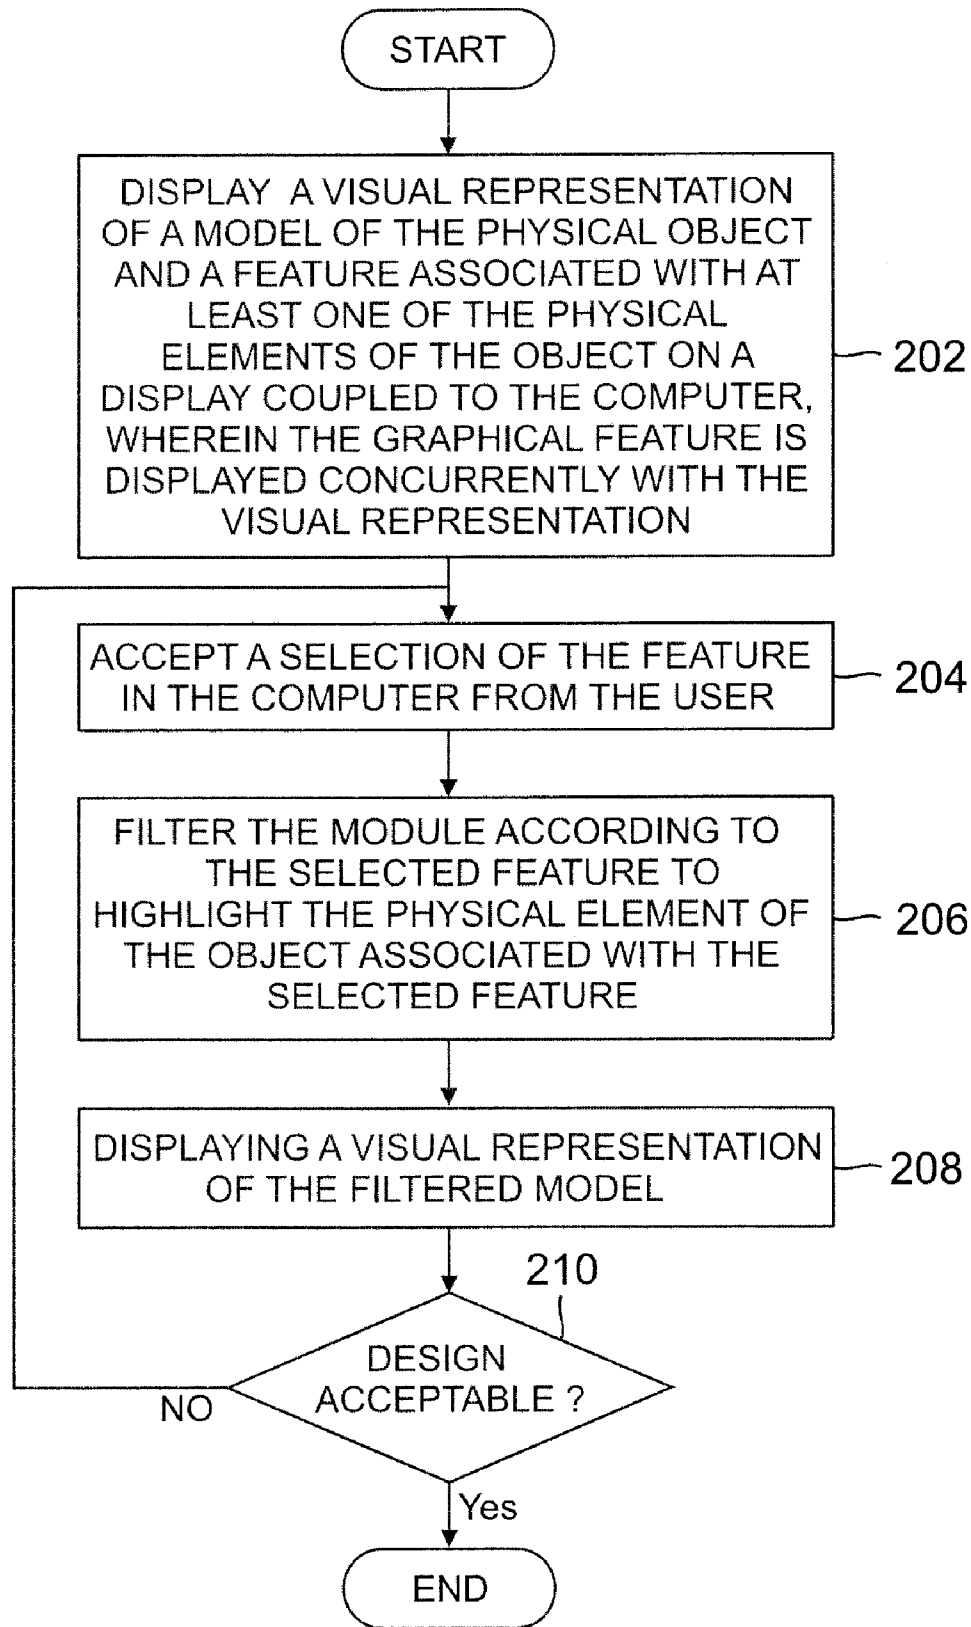 START
DISPLAY A VISUAL REPRESENTATION
OF A MODEL OF THE PHYSICAL OBJECT
AND A FEATURE ASSOCIATED WITH AT
LEAST ONE OF THE PHYSICAL
ELEMENTS OF THE OBJECT ON A
DISPLAY COUPLED TO THE COMPUTER,
WHEREIN THE GRAPHICAL FEATURE IS
DISPLAYED CONCURRENTLY WITH THE
VISUAL REPRESENTATION
202
ACCEPT A SELECTION OF THE FEATURE
IN THE COMPUTER FROM THE USER
204
FILTER THE MODULE ACCORDING TO
THE SELECTED FEATURE TO
HIGHLIGHT THE PHYSICAL ELEMENT OF
THE OBJECT ASSOCIATED WITH THE
SELECTED FEATURE
206
DISPLAYING A VISUAL REPRESENTATION
OF THE FILTERED MODEL
208
210
DESIGN
ACCEPTABLE ?
NO
Yes
END